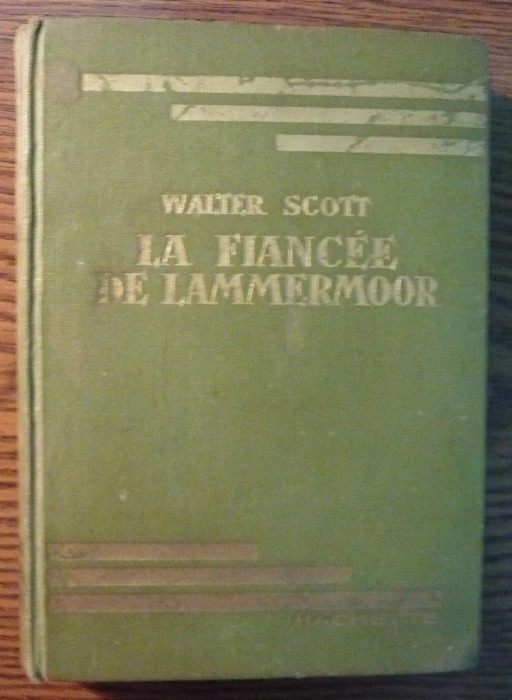 WALTER SCOTT
LA FIANCÉE
DE LAMMERMOOR
HACHETTE